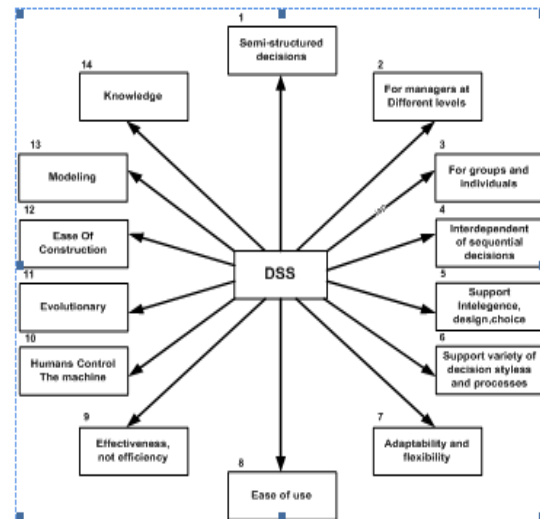 1
Semi-structured
decisions
2
For managers at
Different levels
3
For groups and
individuals
4
Interdependent
of sequential
decisions
5
Support
Intelegence,
design,choice
6
Support variety of
decision styless
and processes
7
Adaptability and
flexibility
8
Ease of use
9
Effectiveness,
not efficiency
10
Humans Control
The machine
11
Evolutionary
12
Ease Of
Construction
13
Modeling
14
Knowledge
DSS